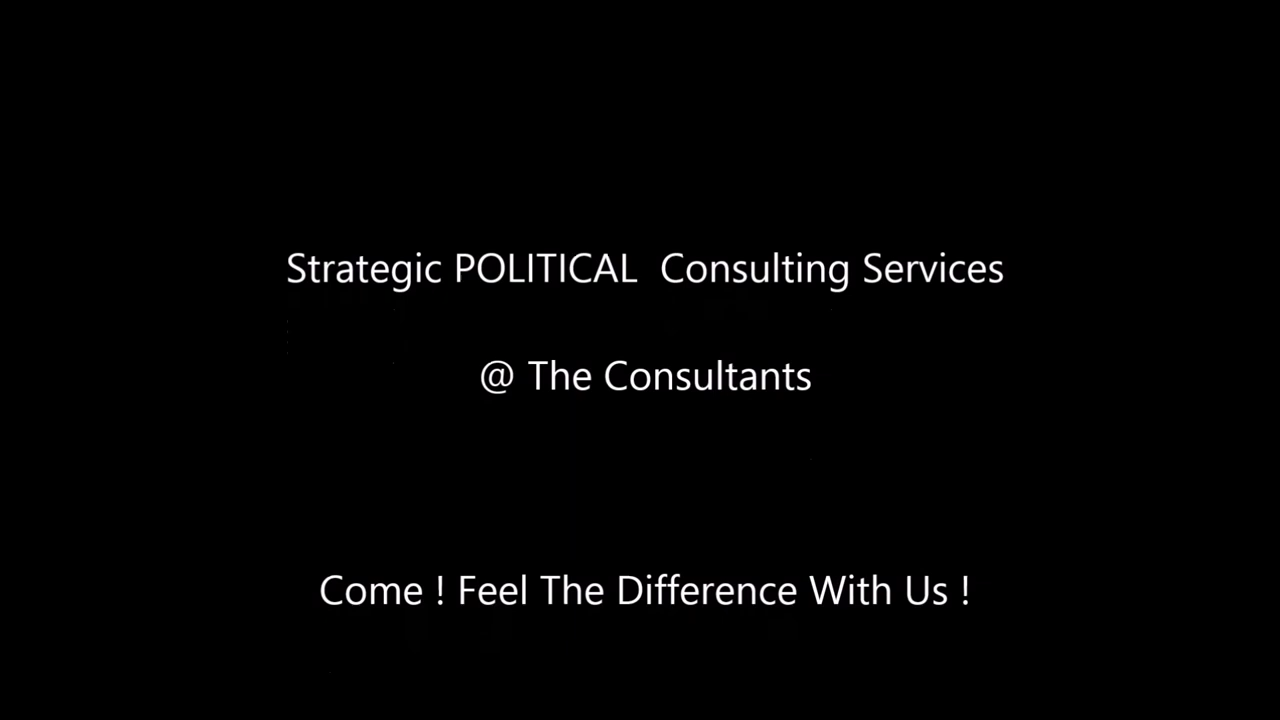 Strategic POLITICAL  Consulting Services
@ The Consultants
Come ! Feel The Difference With Us !